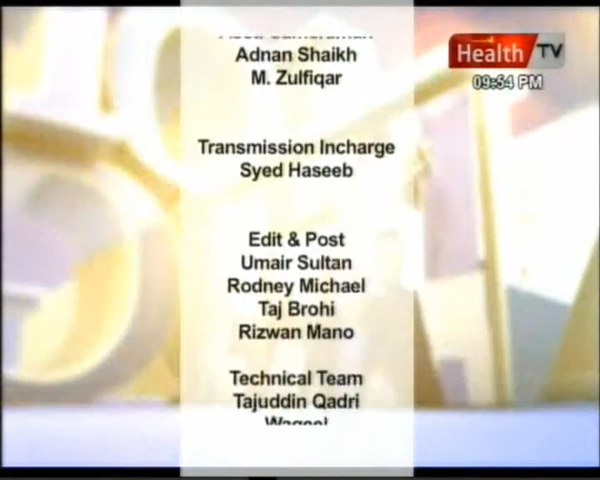 Adnan Shaikh
M. Zulfiqar
Health TV
09:54 PM
Transmission Incharge
Syed Haseeb
Edit & Post
Umair Sultan
Rodney Michael
Taj Brohi
Rizwan Mano
Technical Team
Tajuddin Qadri